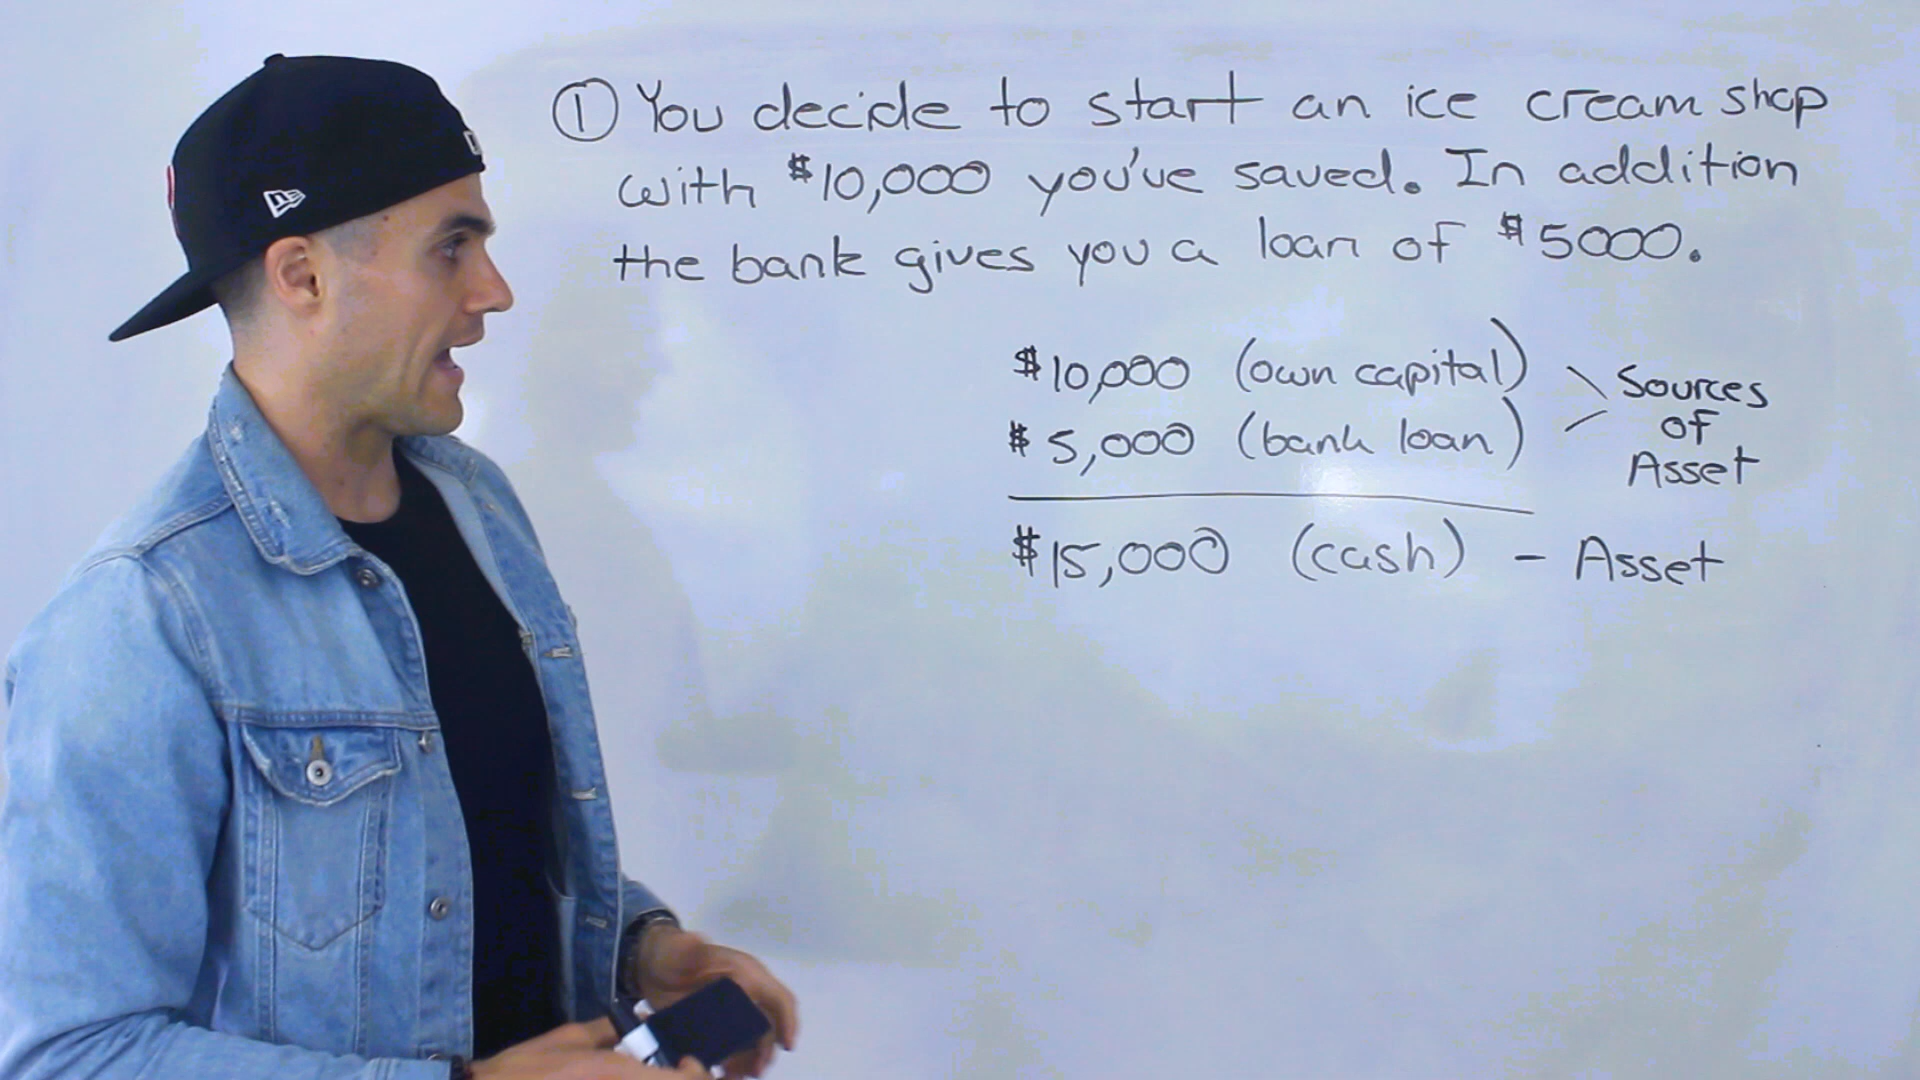 ① You decide to start an ice cream shop
with $10,000 you've saved. In addition
the bank gives you a loan of $5000.
$10,000 (own capital)
$ 5,000 (bank loan)
Sources
of
Asset
$15,000 (cash) - Asset